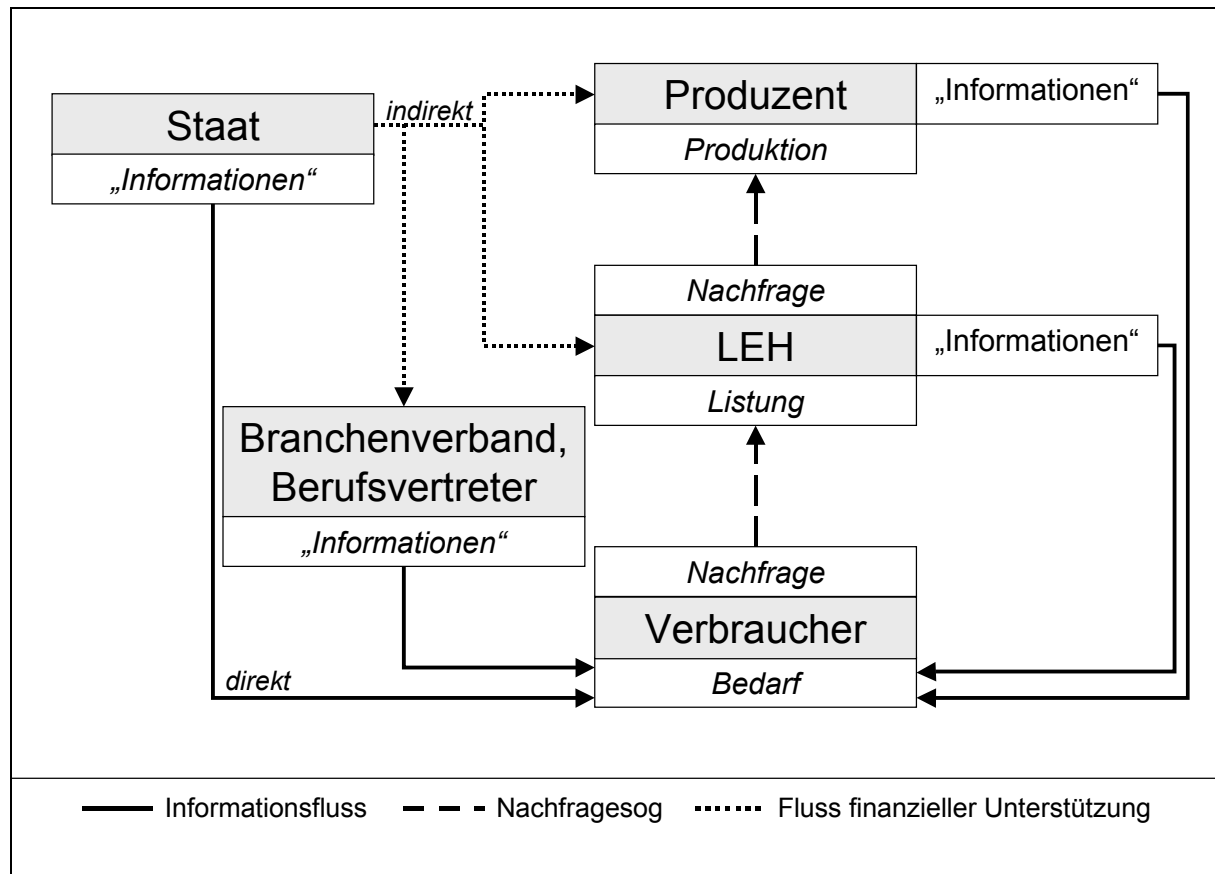 Staat
„Informationen“
indirekt
Produzent
„Informationen“
Produktion
Nachfrage
LEH
„Informationen“
Listung
Branchenverband,
Berufsvertreter
„Informationen“
Nachfrage
Verbraucher
Bedarf
direkt
Informationsfluss
Nachfragesog
Fluss finanzieller Unterstützung